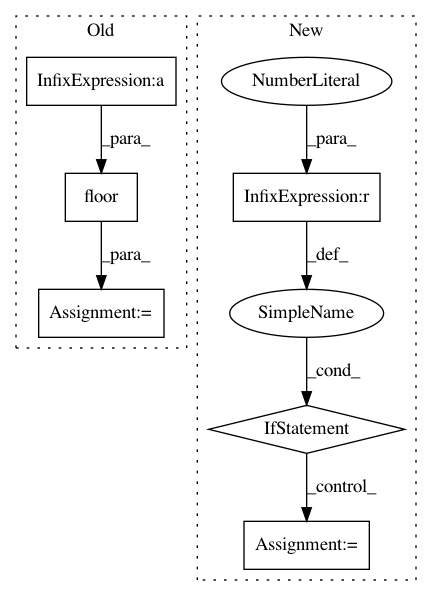 Old
InfixExpression:a
_para_
floor
_para_
Assignment:=
New
NumberLiteral
_para_
InfixExpression:r
_def_
SimpleName
_cond_
IfStatement
_control_
Assignment:=